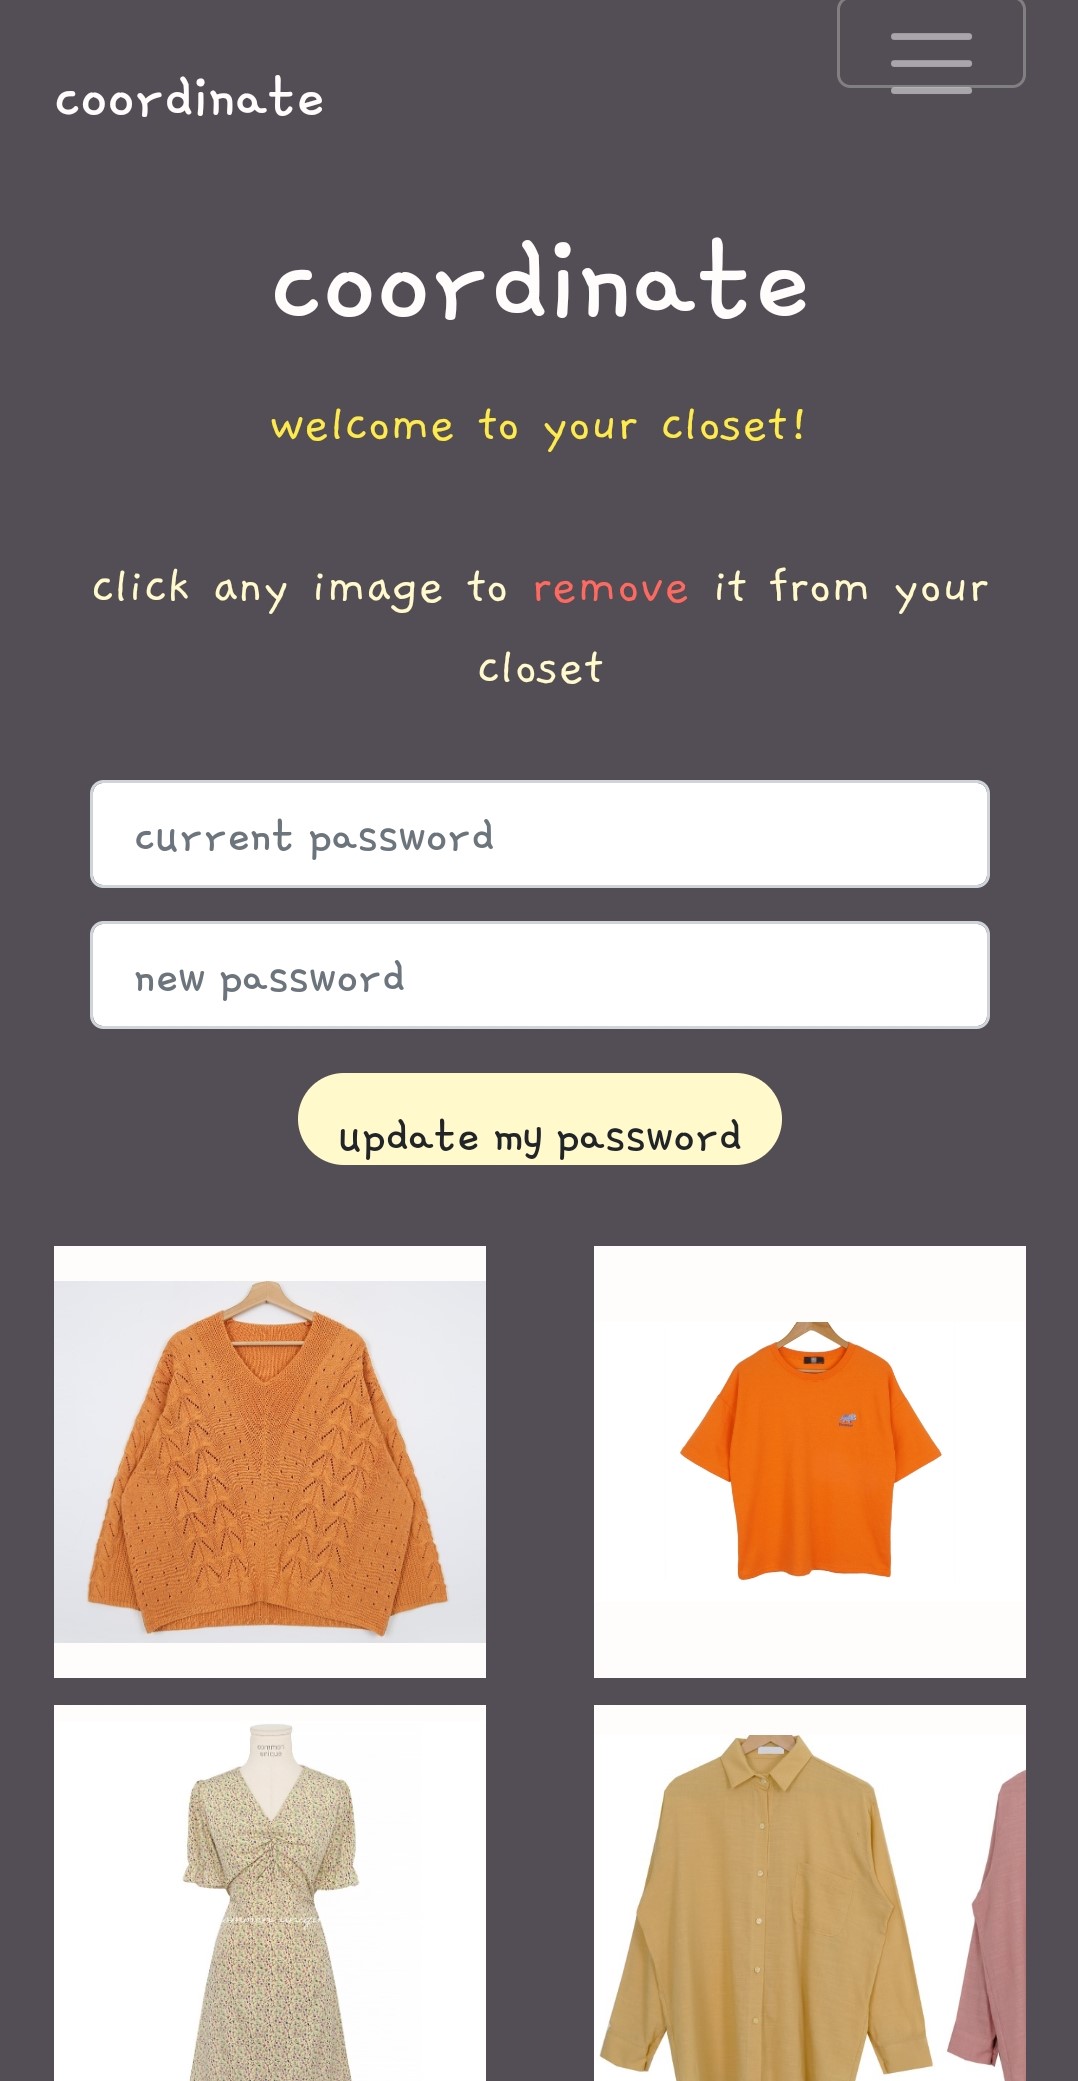 coordinate
coordinate
welcome to your closet!
click any image to remove it from your
closet
current password
new password
update my password